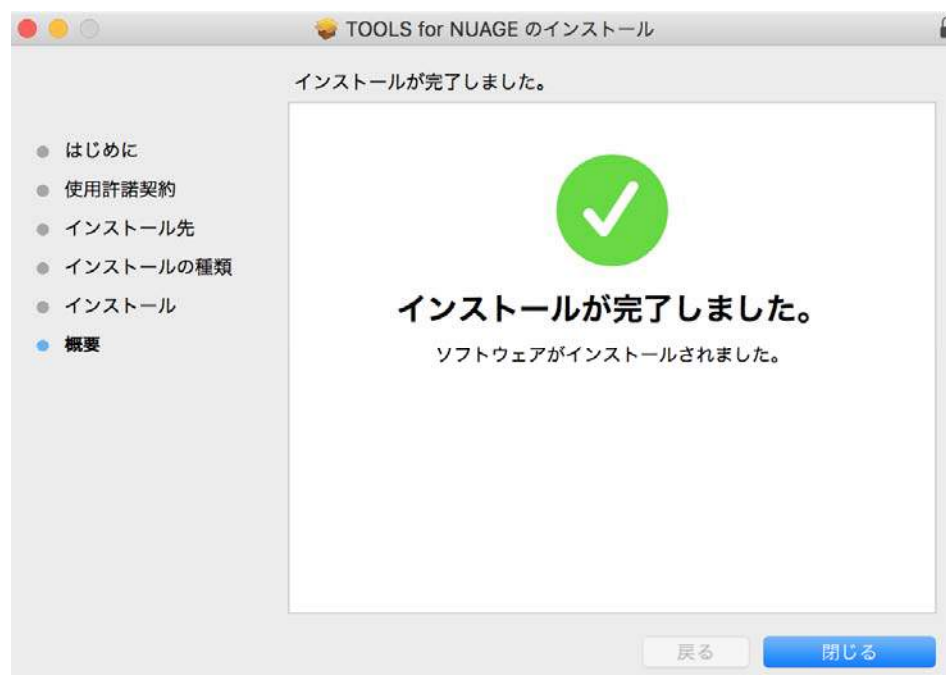 TOOLS for NUAGE のインストール
インストールが完了しました。
はじめに
使用許諾契約
インストール先
インストールの種類
インストール
概要
インストールが完了しました。
ソフトウェアがインストールされました。
戻る
閉じる